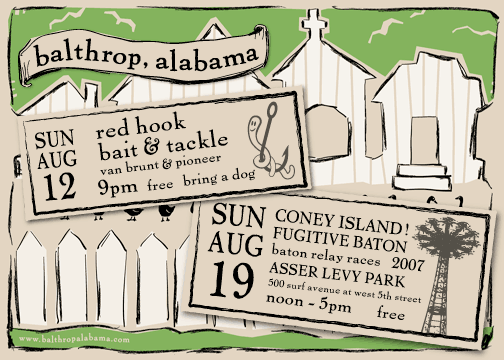 balthrop, alabama
SUN
AUG
12
red hook
bait & tackle
van brunt & pioneer
9pm free bring a dog
SUN
AUG
19
CONEY ISLAND!
FUGITIVE BATON
baton relay races 2007
ASSER LEVY PARK
500 surf avenue at west 5th street
noon - 5pm free
www.balthropalabama.com